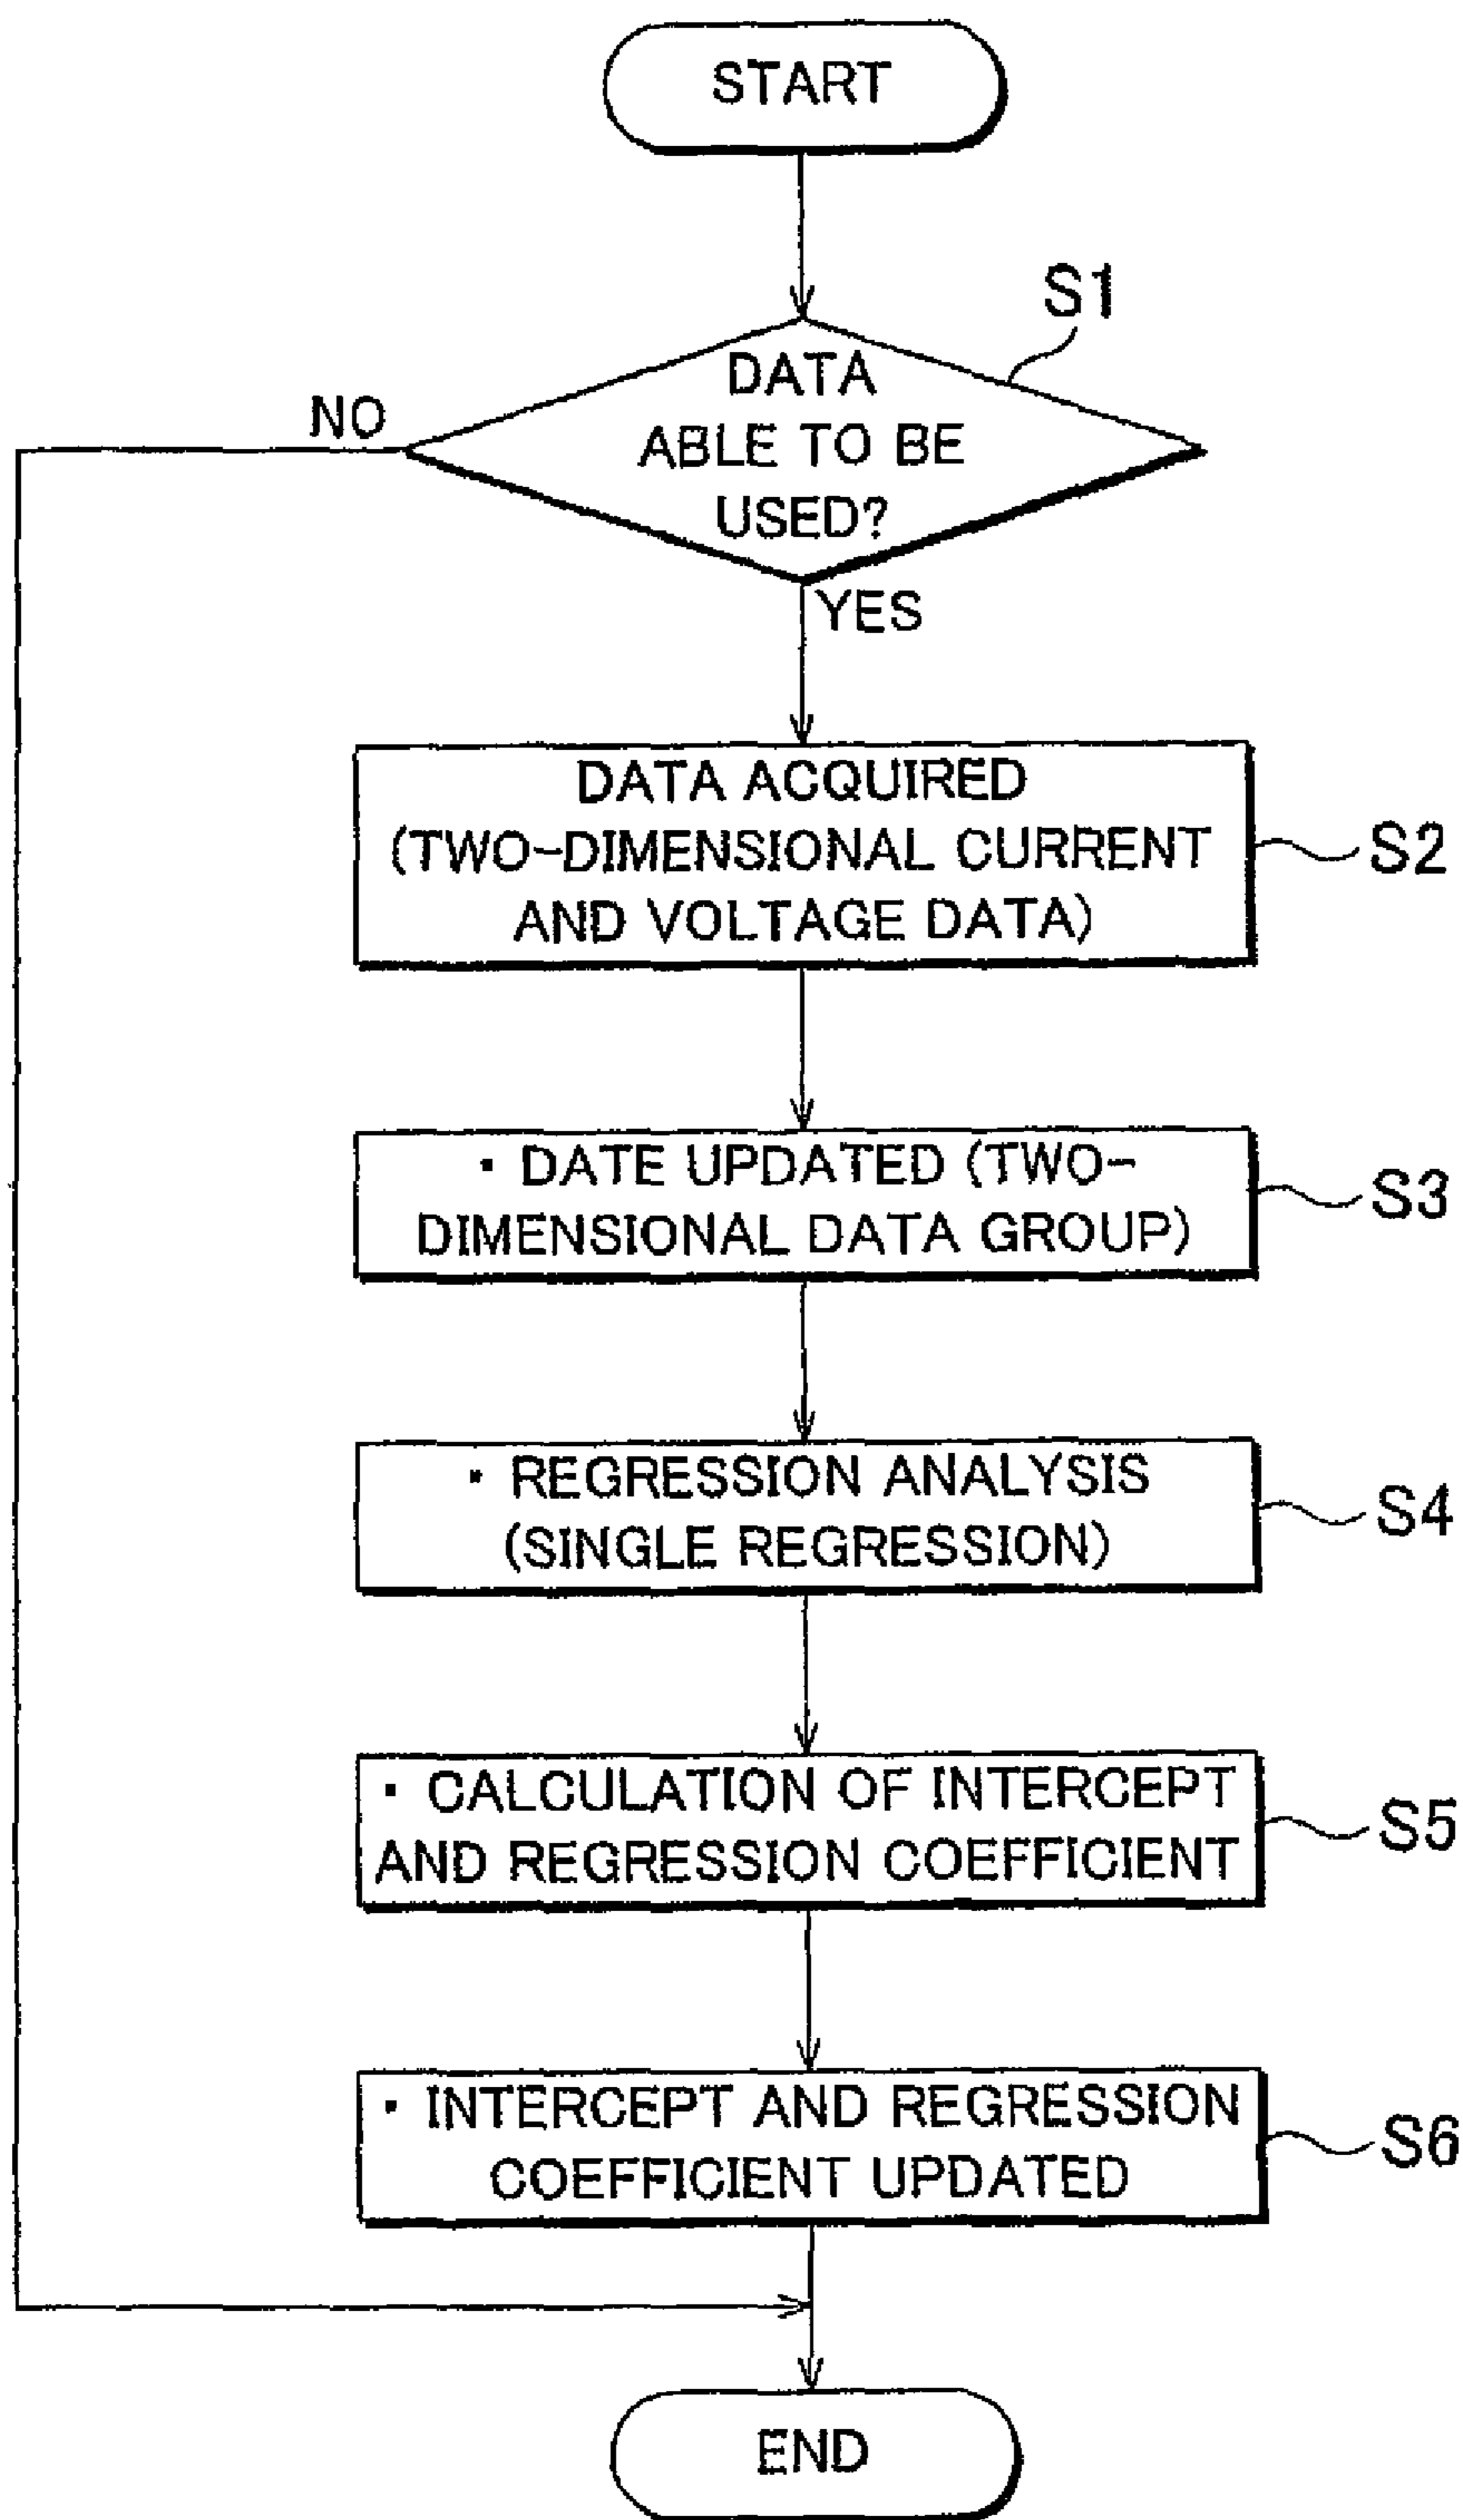 START
S1
DATA
ABLE TO BE
USED?
NO
YES
DATA ACQUIRED
(TWO-DIMENSIONAL CURRENT
AND VOLTAGE DATA)
S2
・ DATE UPDATED (TWO-
DIMENSIONAL DATA GROUP)
S3
・ REGRESSION ANALYSIS
(SINGLE REGRESSION)
S4
・ CALCULATION OF INTERCEPT
AND REGRESSION COEFFICIENT
S5
・ INTERCEPT AND REGRESSION
COEFFICIENT UPDATED
S6
END